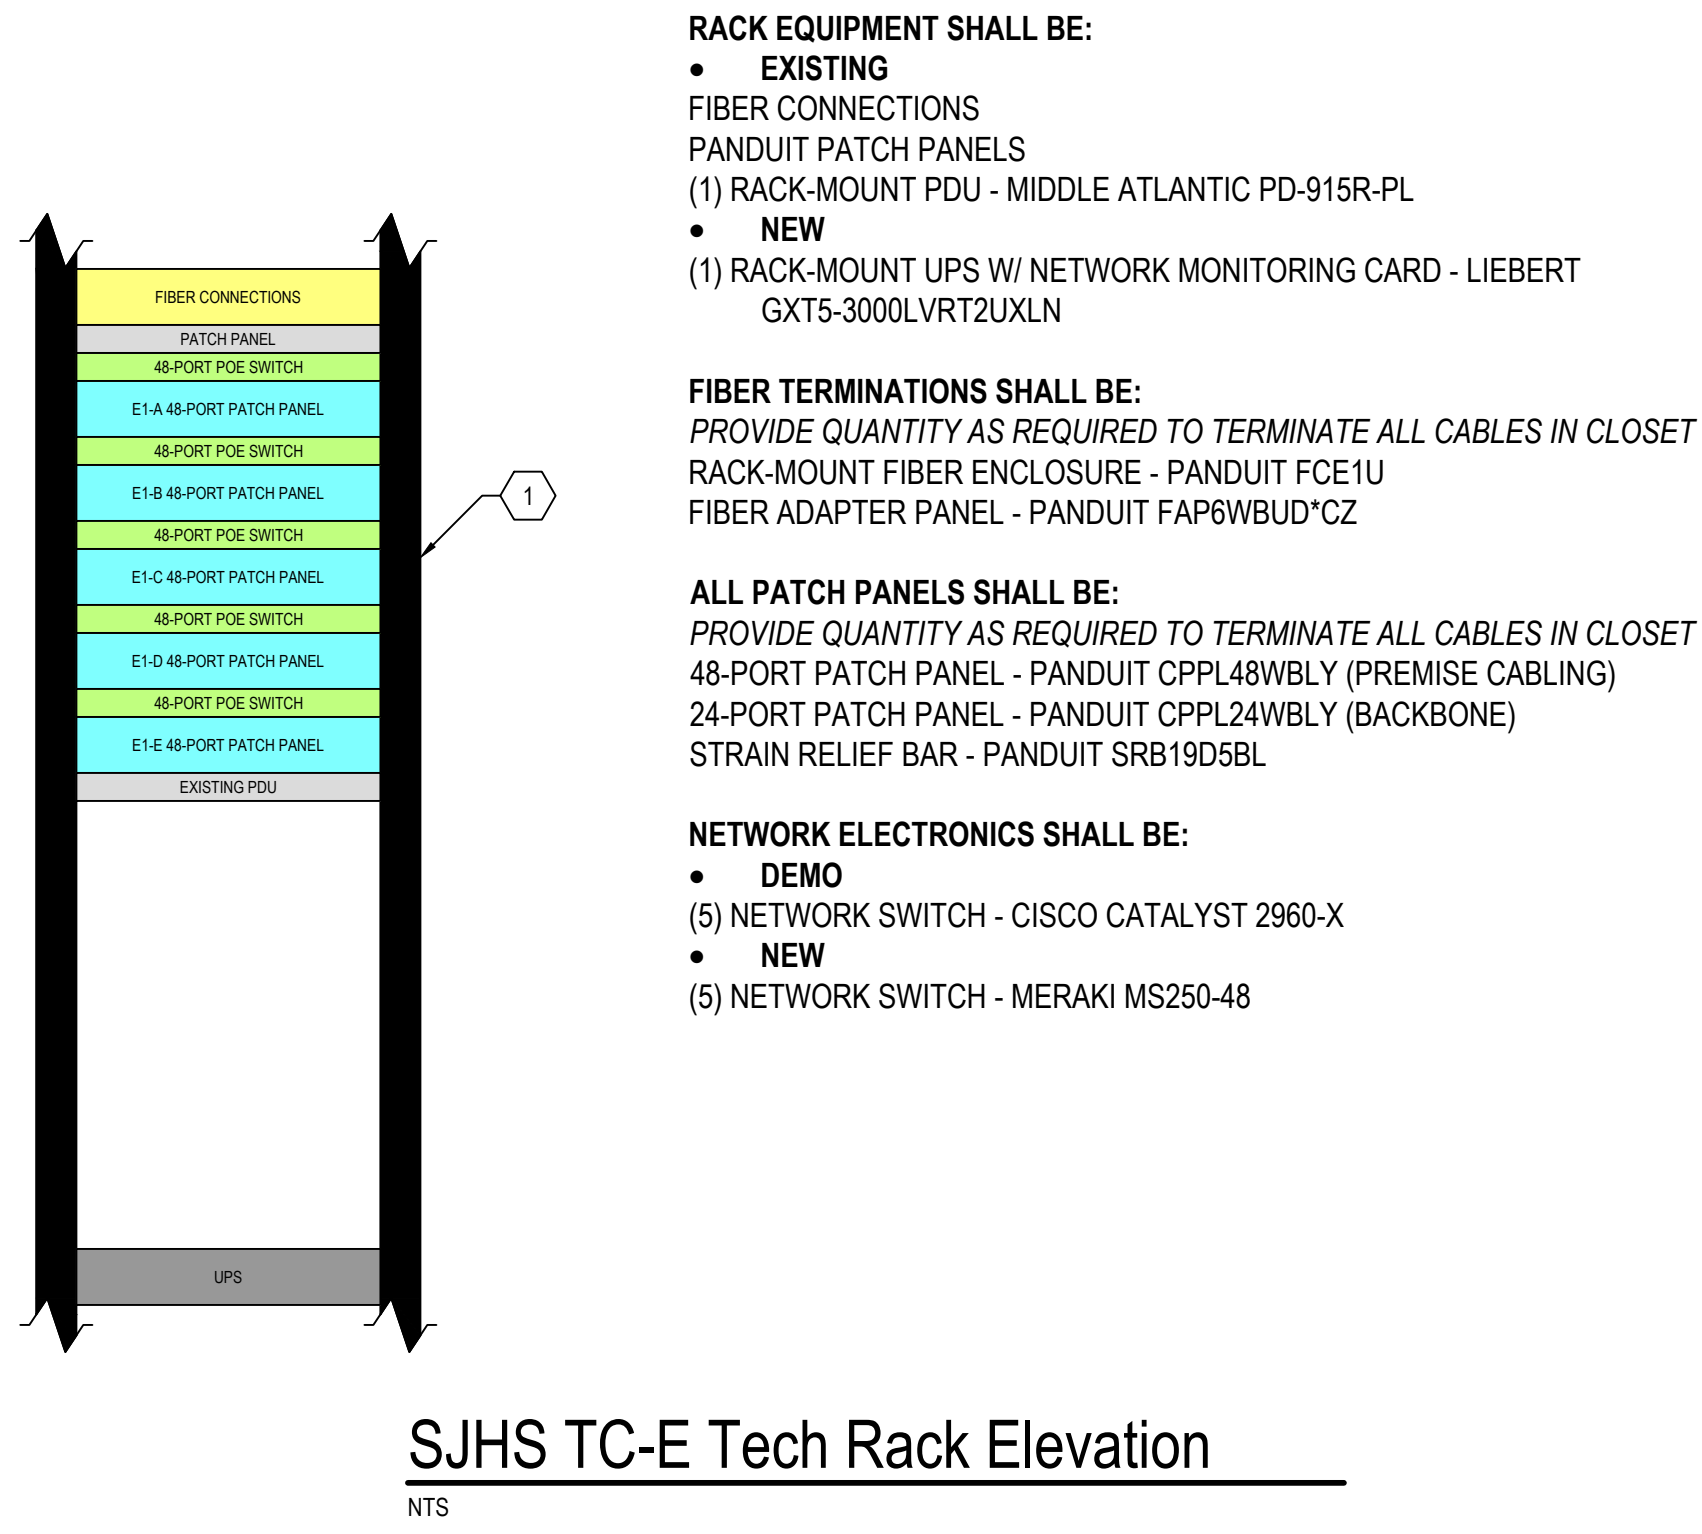 RACK EQUIPMENT SHALL BE:
• EXISTING
FIBER CONNECTIONS
PANDUIT PATCH PANELS
(1) RACK-MOUNT PDU - MIDDLE ATLANTIC PD-915R-PL
• NEW
(1) RACK-MOUNT UPS W/ NETWORK MONITORING CARD - LIEBERT
GXT5-3000LVRT2UXLN
FIBER TERMINATIONS SHALL BE:
PROVIDE QUANTITY AS REQUIRED TO TERMINATE ALL CABLES IN CLOSET
RACK-MOUNT FIBER ENCLOSURE - PANDUIT FCE1U
FIBER ADAPTER PANEL - PANDUIT FAP6WBUD*CZ
ALL PATCH PANELS SHALL BE:
PROVIDE QUANTITY AS REQUIRED TO TERMINATE ALL CABLES IN CLOSET
48-PORT PATCH PANEL - PANDUIT CPPL48WBLY (PREMISE CABLING)
24-PORT PATCH PANEL - PANDUIT CPPL24WBLY (BACKBONE)
STRAIN RELIEF BAR - PANDUIT SRB19D5BL
NETWORK ELECTRONICS SHALL BE:
• DEMO
(5) NETWORK SWITCH - CISCO CATALYST 2960-X
• NEW
(5) NETWORK SWITCH - MERAKI MS250-48
FIBER CONNECTIONS
PATCH PANEL
48-PORT POE SWITCH
E1-A 48-PORT PATCH PANEL
48-PORT POE SWITCH
E1-B 48-PORT PATCH PANEL
48-PORT POE SWITCH
E1-C 48-PORT PATCH PANEL
48-PORT POE SWITCH
E1-D 48-PORT PATCH PANEL
48-PORT POE SWITCH
E1-E 48-PORT PATCH PANEL
EXISTING PDU
UPS
1
SJHS TC-E Tech Rack Elevation
NTS